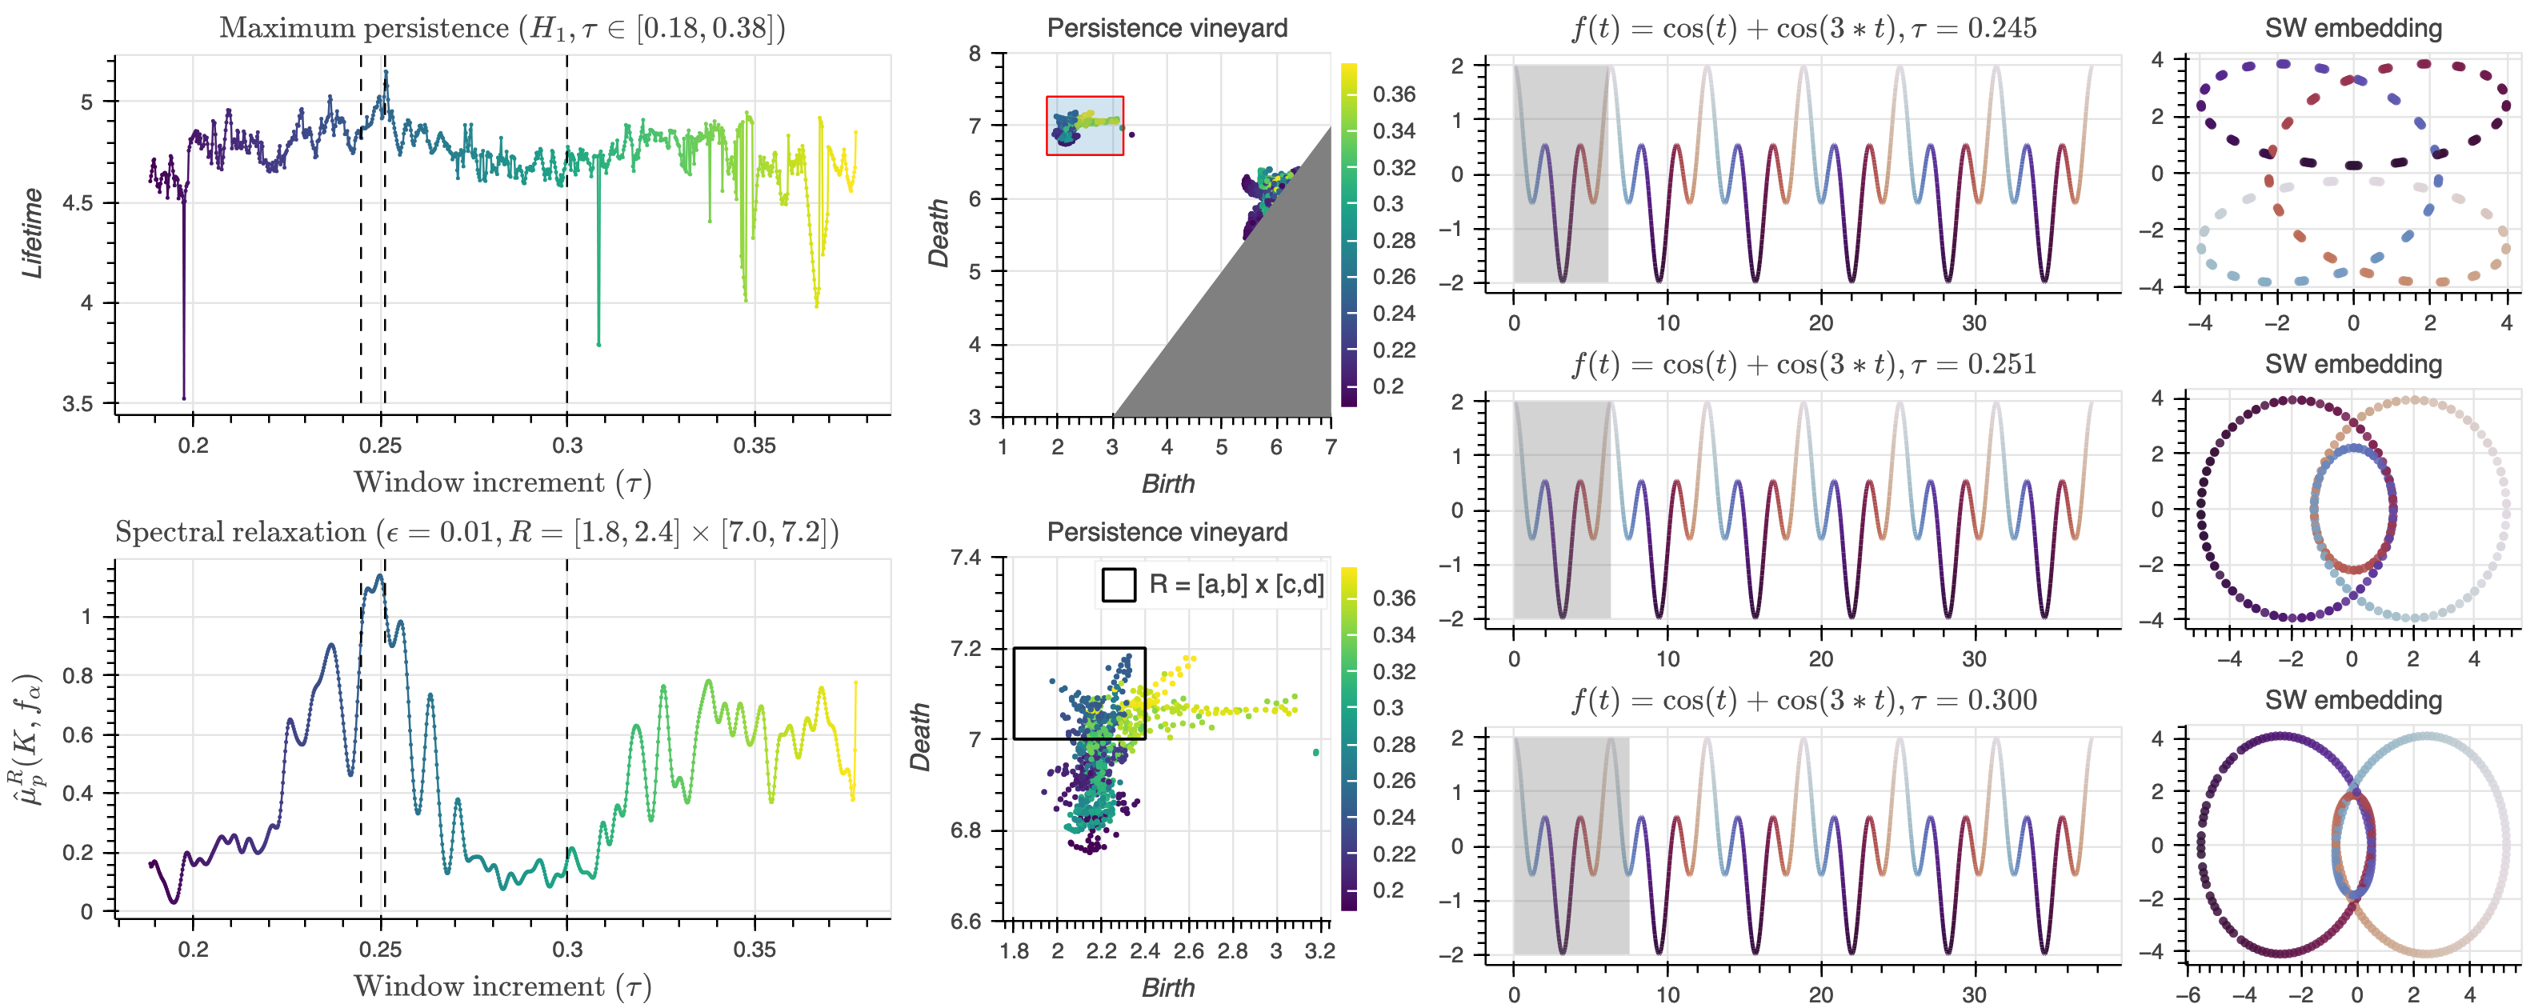 Maximum persistence (H₁, τ ∈ [0.18, 0.38])
5
4.5
4
3.5
Lifetime
0.2 0.25 0.3 0.35
Window increment (τ)
Spectral relaxation (ϵ = 0.01, R = [1.8, 2.4] × [7.0, 7.2])
1
0.8
0.6
0.4
0.2
0
μ̂ₚᴿ(K, f_α)
0.2 0.25 0.3 0.35
Window increment (τ)
Persistence vineyard
8
7
6
5
4
3
Death
1 2 3 4 5 6 7
Birth
0.36
0.34
0.32
0.3
0.28
0.26
0.24
0.22
0.2
Persistence vineyard
R = [a,b] x [c,d]
7.4
7.2
7
6.8
6.6
Death
1.8 2 2.2 2.4 2.6 2.8 3 3.2
Birth
0.36
0.34
0.32
0.3
0.28
0.26
0.24
0.22
0.2
f(t) = cos(t) + cos(3 * t), τ = 0.245
2
1
0
−1
−2
0 10 20 30
SW embedding
4
2
0
−2
−4
−4 −2 0 2 4
f(t) = cos(t) + cos(3 * t), τ = 0.251
2
1
0
−1
−2
0 10 20 30
SW embedding
4
2
0
−2
−4
−4 −2 0 2 4
f(t) = cos(t) + cos(3 * t), τ = 0.300
2
1
0
−1
−2
0 10 20 30
SW embedding
4
2
0
−2
−4
−6 −4 −2 0 2 4